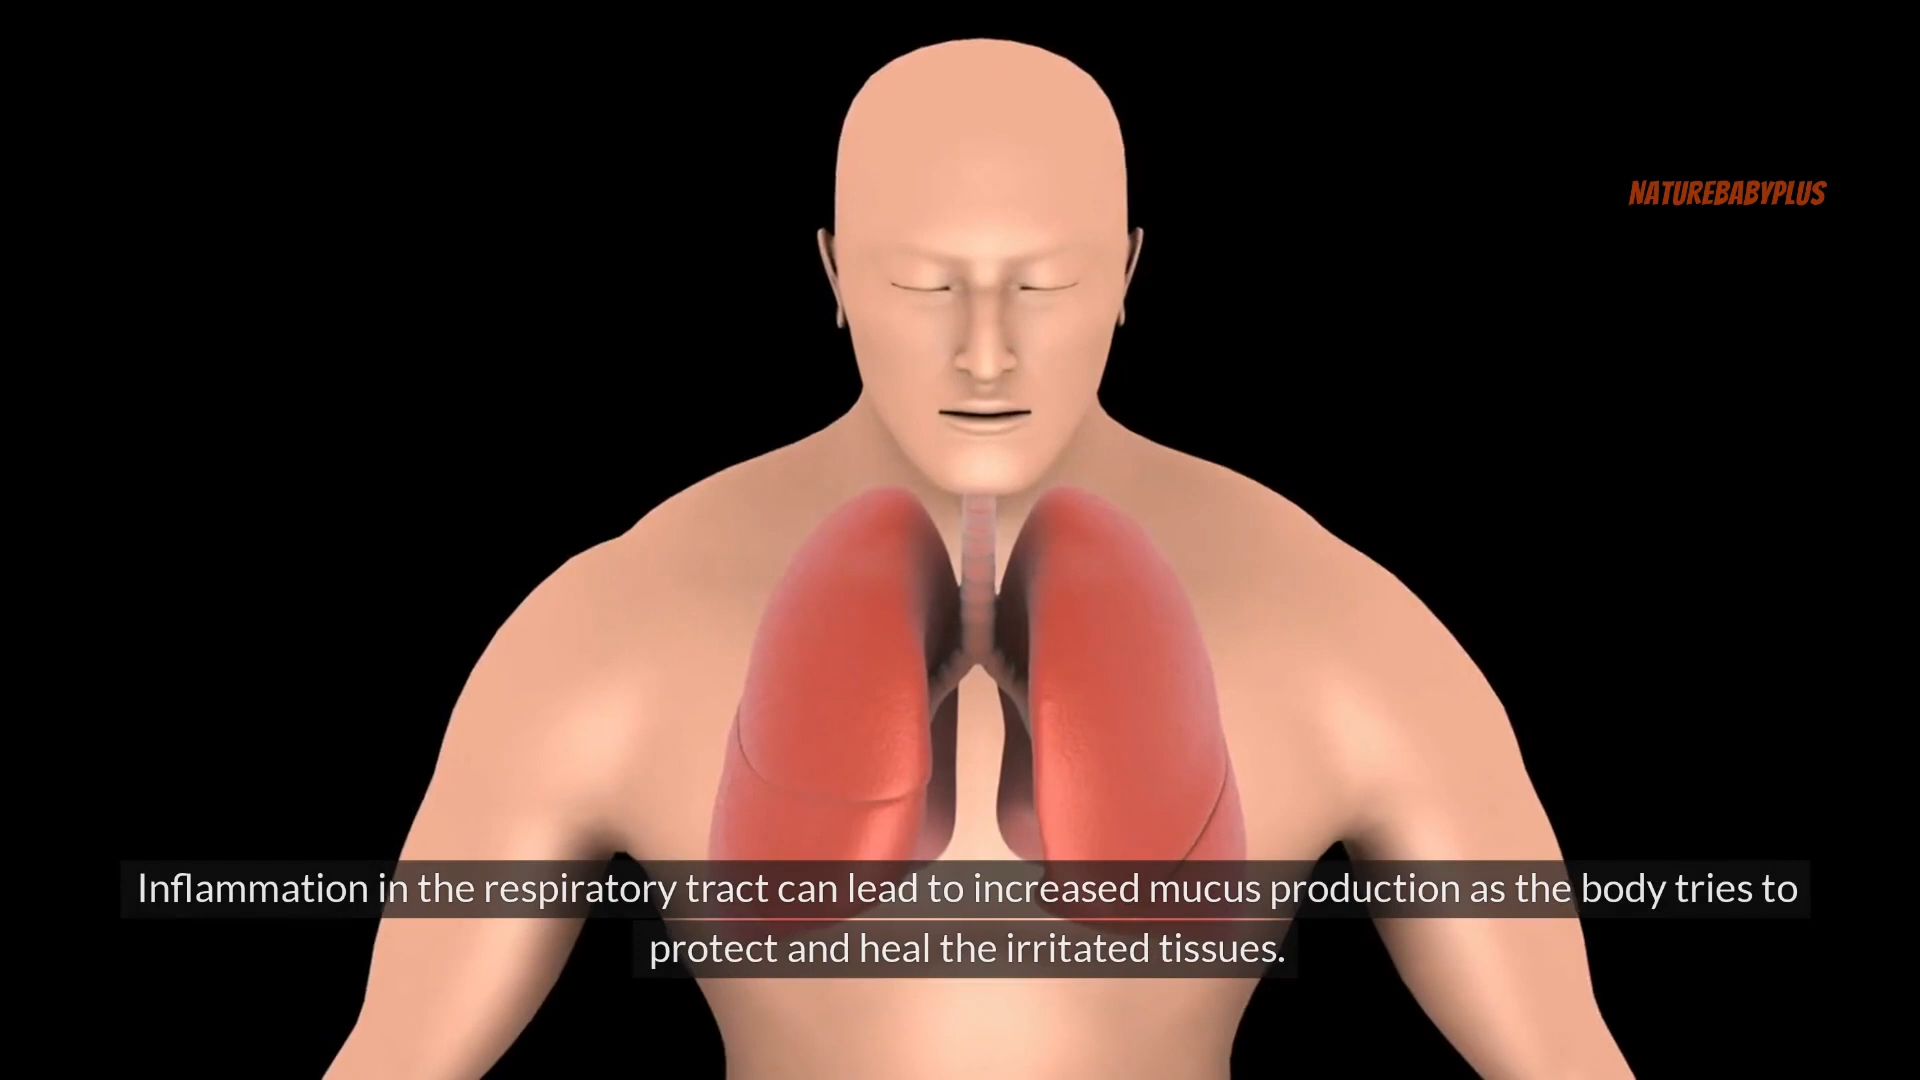 NATUREBABYPLUS
Inflammation in the respiratory tract can lead to increased mucus production as the body tries to
protect and heal the irritated tissues.